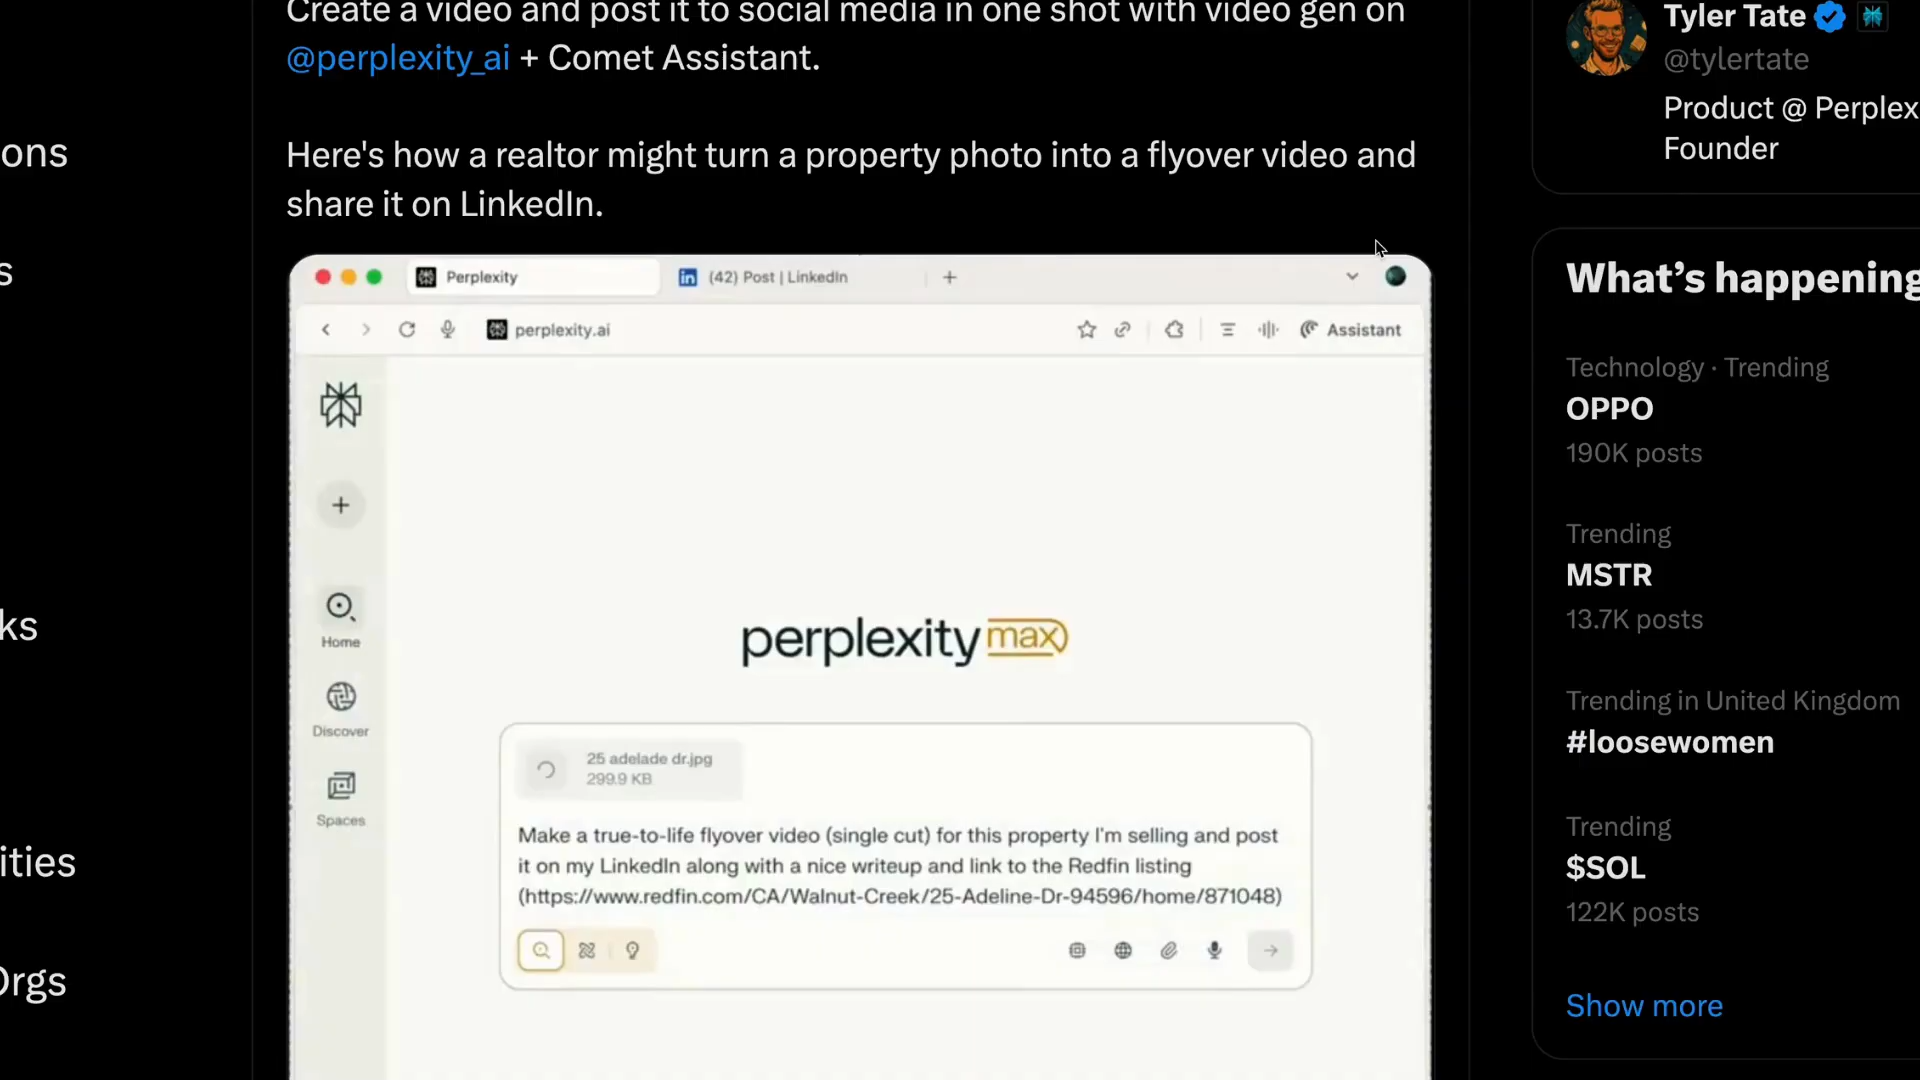 Create a video and post it to social media in one shot with video gen on
@perplexity_ai + Comet Assistant.
Here's how a realtor might turn a property photo into a flyover video and
share it on LinkedIn.
Perplexity
(42) Post | LinkedIn
perplexity.ai
Assistant
Home
Discover
Spaces
perplexity max
25 adelade dr.jpg
299.9 KB
Make a true-to-life flyover video (single cut) for this property I'm selling and post
it on my LinkedIn along with a nice writeup and link to the Redfin listing
(https://www.redfin.com/CA/Walnut-Creek/25-Adeline-Dr-94596/home/871048)
ons
s
ks
ities
Orgs
Tyler Tate
@tylertate
Product @ Perplex
Founder
What's happening
Technology · Trending
OPPO
190K posts
Trending
MSTR
13.7K posts
Trending in United Kingdom
#loosewomen
Trending
$SOL
122K posts
Show more